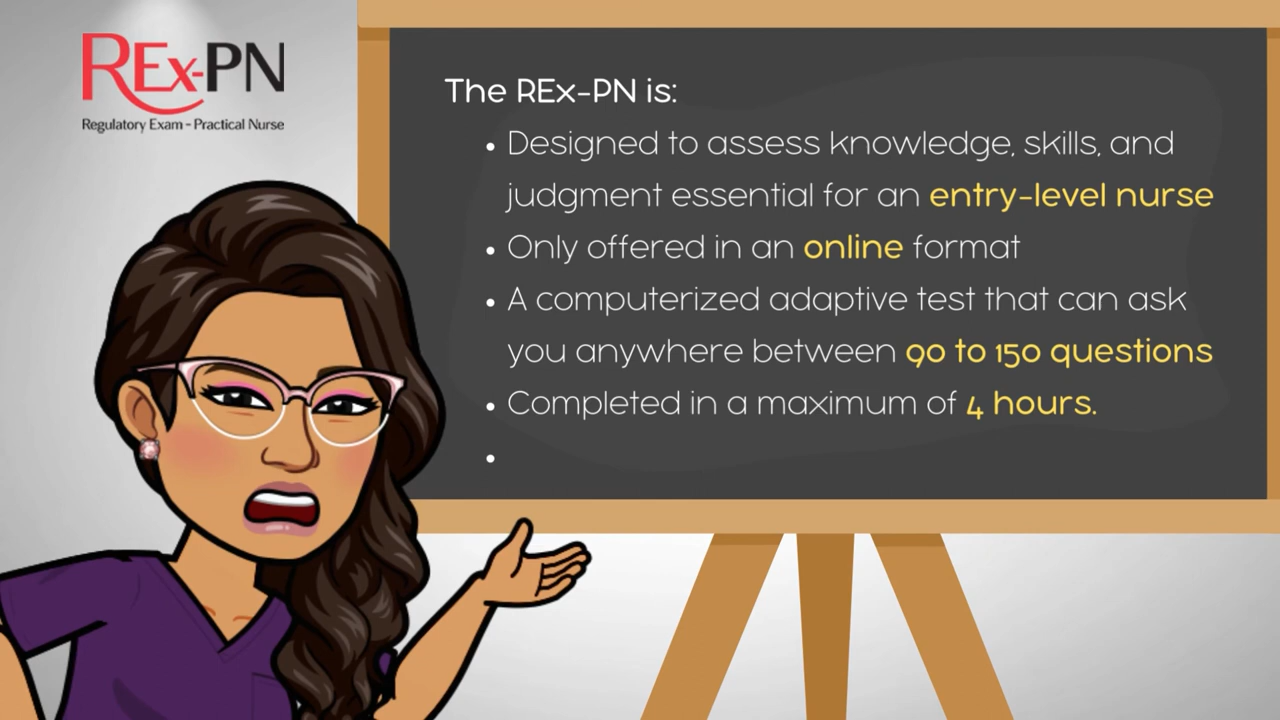 REx-PN
Regulatory Exam - Practical Nurse
The REx-PN is:
• Designed to assess knowledge, skills, and
judgment essential for an entry-level nurse
• Only offered in an online format
• A computerized adaptive test that can ask
you anywhere between 90 to 150 questions
• Completed in a maximum of 4 hours.
•